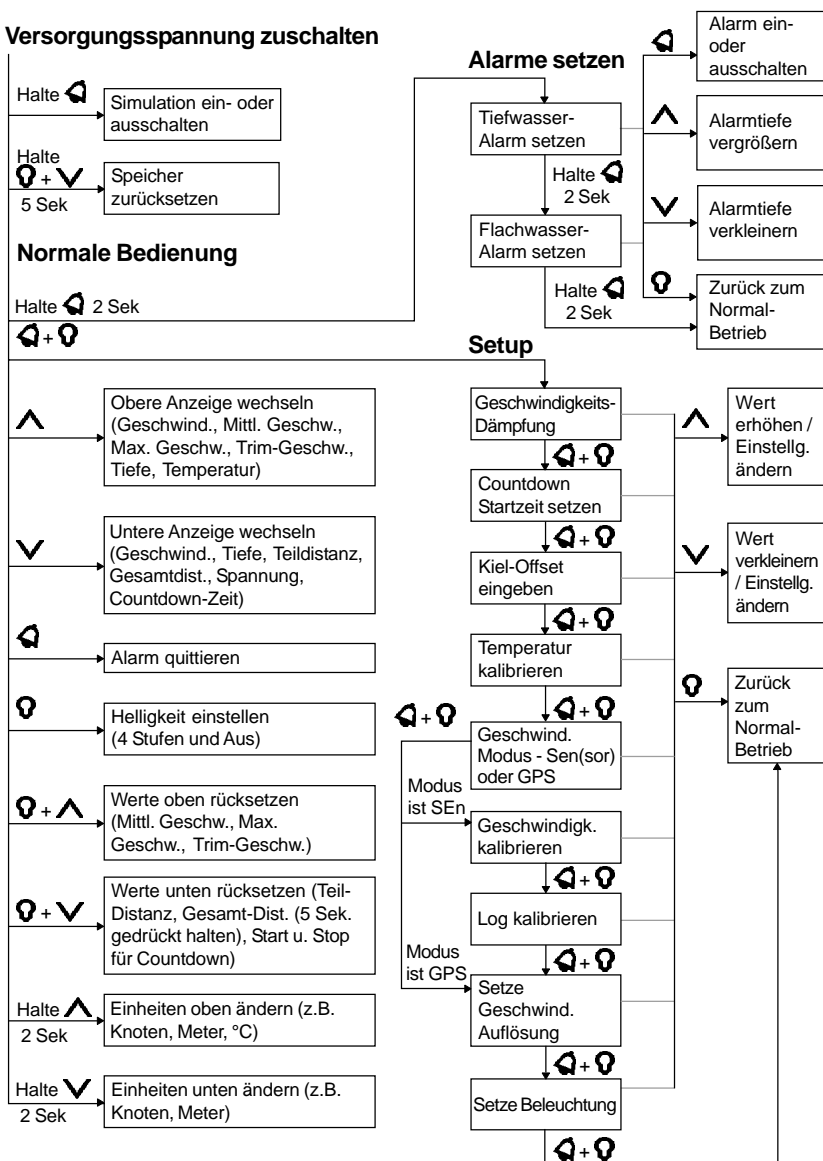 Versorgungsspannung zuschalten
Halte
Simulation ein- oder
ausschalten
Halte
+
5 Sek
Speicher
zurücksetzen
Normale Bedienung
Halte 2 Sek
+
Obere Anzeige wechseln
(Geschwind., Mittl. Geschw.,
Max. Geschw., Trim-Geschw.,
Tiefe, Temperatur)
Untere Anzeige wechseln
(Geschwind., Tiefe, Teildistanz,
Gesamtdist., Spannung,
Countdown-Zeit)
Alarm quittieren
Helligkeit einstellen
(4 Stufen und Aus)
+
Werte oben rücksetzen
(Mittl. Geschw., Max.
Geschw., Trim-Geschw.)
+
Werte unten rücksetzen (Teil-
Distanz, Gesamt-Dist. (5 Sek.
gedrückt halten), Start u. Stop
für Countdown)
Halte
2 Sek
Einheiten oben ändern (z.B.
Knoten, Meter, °C)
Halte
2 Sek
Einheiten unten ändern (z.B.
Knoten, Meter)
Alarme setzen
Tiefwasser-
Alarm setzen
Halte
2 Sek
Flachwasser-
Alarm setzen
Halte
2 Sek
Alarm ein-
oder
ausschalten
Alarmtiefe
vergrößern
Alarmtiefe
verkleinern
Zurück zum
Normal-
Betrieb
Setup
Geschwindigkeits-
Dämpfung
+
Countdown
Startzeit setzen
+
Kiel-Offset
eingeben
+
Temperatur
kalibrieren
+
+
Geschwind.
Modus - Sen(sor)
oder GPS
Modus
ist SEn
Geschwindigk.
kalibrieren
+
Log kalibrieren
+
Modus
ist GPS
Setze
Geschwind.
Auflösung
+
Setze Beleuchtung
+
Wert
erhöhen /
Einstellg.
ändern
Wert
verkleinern
/ Einstellg.
ändern
Zurück
zum
Normal-
Betrieb